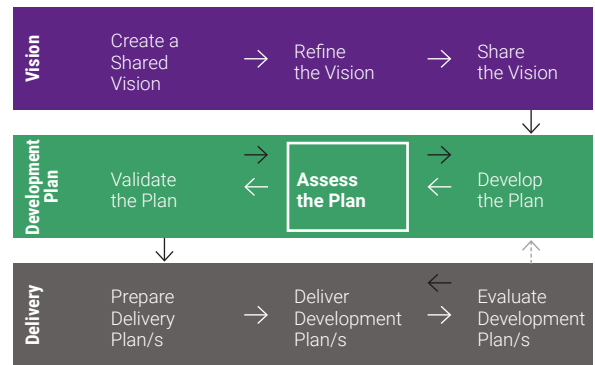 Vision
Create a
Shared
Vision
Refine
the Vision
Share
the Vision
Development
Plan
Validate
the Plan
Assess
the Plan
Develop
the Plan
Delivery
Prepare
Delivery
Plan/s
Deliver
Development
Plan/s
Evaluate
Development
Plan/s